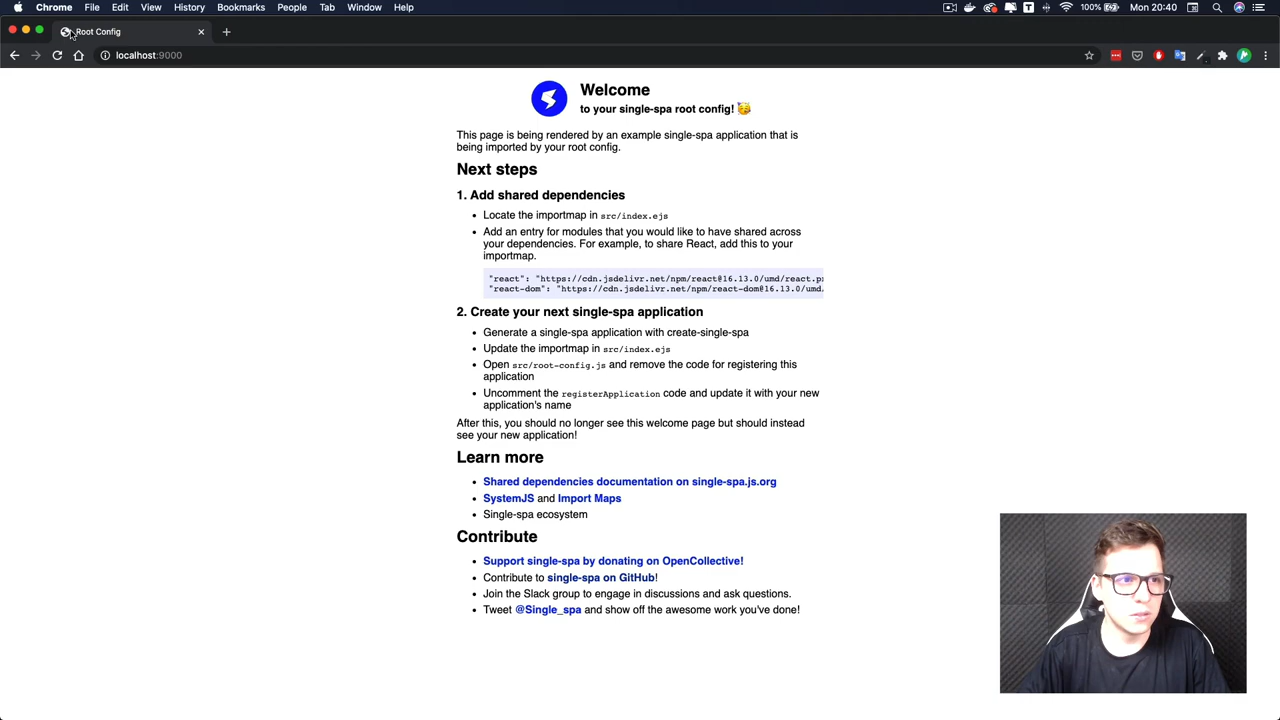 Chrome File Edit View History Bookmarks People Tab Window Help 100% Mon 20:40
Root Config
localhost:9000
Welcome
to your single-spa root config! 🥳
This page is being rendered by an example single-spa application that is
being imported by your root config.
Next steps
1. Add shared dependencies
• Locate the importmap in src/index.ejs
• Add an entry for modules that you would like to have shared across
your dependencies. For example, to share React, add this to your
importmap.
"react": "https://cdn.jsdelivr.net/npm/react@16.13.0/umd/react.pr
"react-dom": "https://cdn.jsdelivr.net/npm/react-dom@16.13.0/umd/
2. Create your next single-spa application
• Generate a single-spa application with create-single-spa
• Update the importmap in src/index.ejs
• Open src/root-config.js and remove the code for registering this
application
• Uncomment the registerApplication code and update it with your new
application's name
After this, you should no longer see this welcome page but should instead
see your new application!
Learn more
• Shared dependencies documentation on single-spa.js.org
• SystemJS and Import Maps
• Single-spa ecosystem
Contribute
• Support single-spa by donating on OpenCollective!
• Contribute to single-spa on GitHub!
• Join the Slack group to engage in discussions and ask questions.
• Tweet @Single_spa and show off the awesome work you've done!